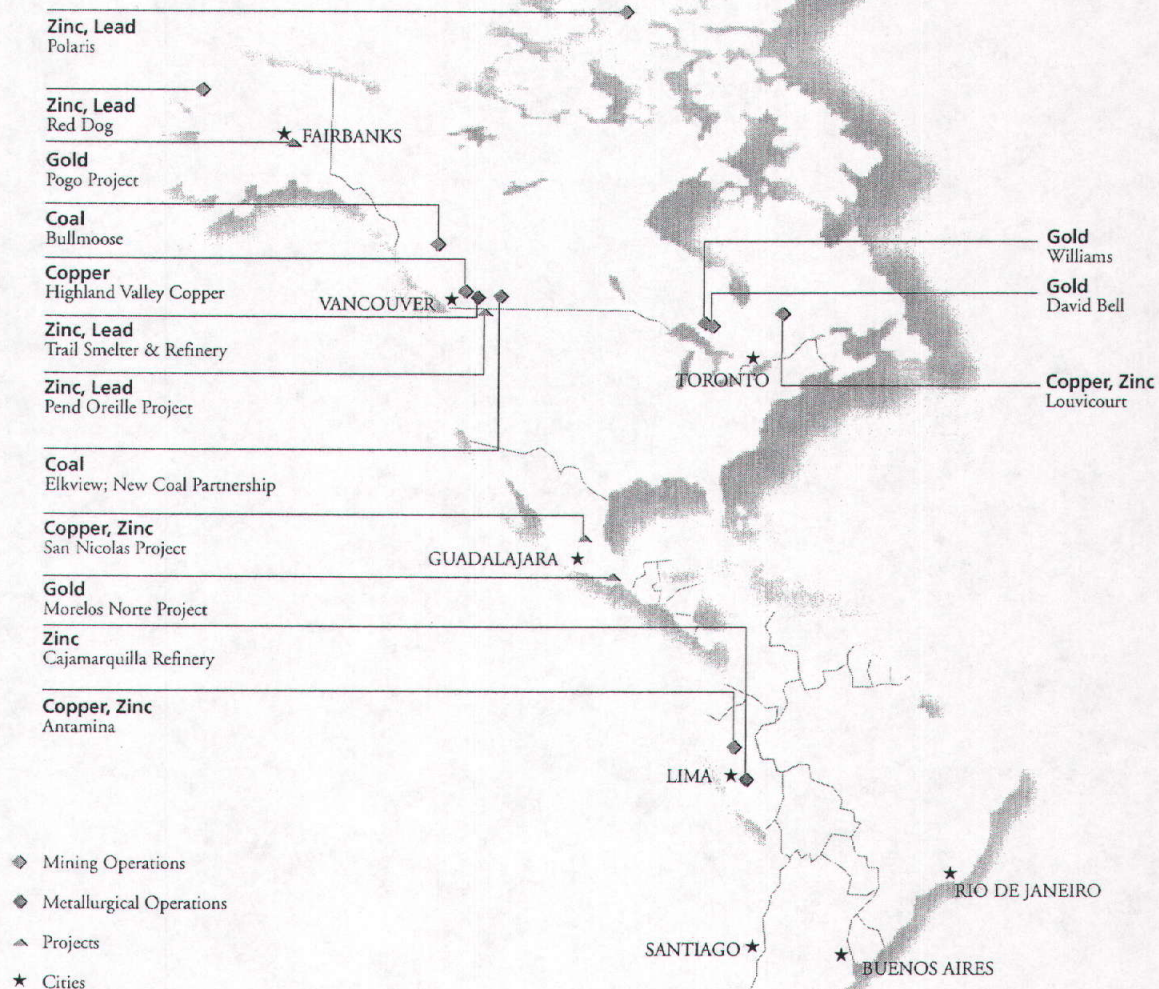 Zinc, Lead
Polaris
Zinc, Lead
Red Dog
FAIRBANKS
Gold
Pogo Project
Coal
Bullmoose
Copper
Highland Valley Copper
VANCOUVER
Zinc, Lead
Trail Smelter & Refinery
Zinc, Lead
Pend Oreille Project
Coal
Elkview; New Coal Partnership
Copper, Zinc
San Nicolas Project
GUADALAJARA
Gold
Morelos Norte Project
Zinc
Cajamarquilla Refinery
Copper, Zinc
Antamina
Gold
Williams
Gold
David Bell
TORONTO
Copper, Zinc
Louvicourt
LIMA
RIO DE JANEIRO
SANTIAGO
BUENOS AIRES
Mining Operations
Metallurgical Operations
Projects
Cities